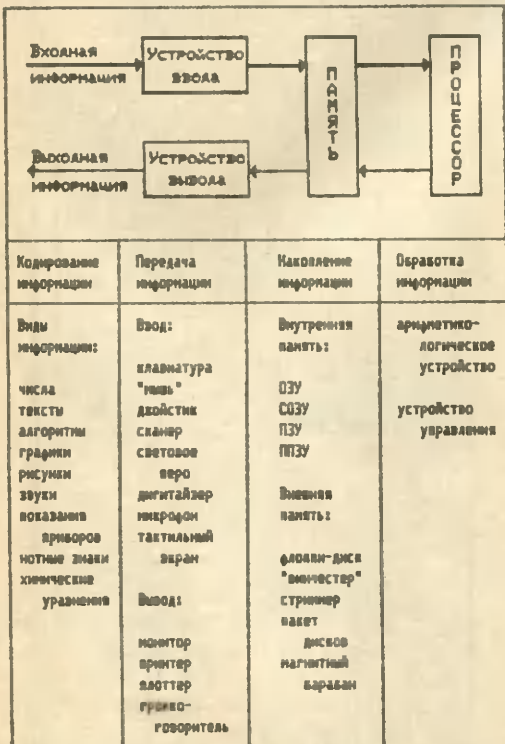 Входная
информация
Устройство
ввода
ПАМЯТЬ
ПРОЦЕССОР
Выходная
информация
Устройство
вывода
Кодирование
информации
Виды
информации:
числа
тексты
алгоритмы
графики
рисунки
звуки
показания
приборов
нотные знаки
химические
уравнения
Передача
информации
Ввод:
клавиатура
"мышь"
джойстик
сканер
световое
перо
дигитайзер
микрофон
тактильный
экран
Вывод:
монитор
принтер
плоттер
громко-
говоритель
Накопление
информации
Внутренняя
память:
ОЗУ
СОЗУ
ПЗУ
ППЗУ
Внешняя
память:
флоппи-диск
"винчестер"
стриммер
пакет
дисков
магнитный
барабан
Обработка
информации
арифметико-
логическое
устройство
устройство
управления